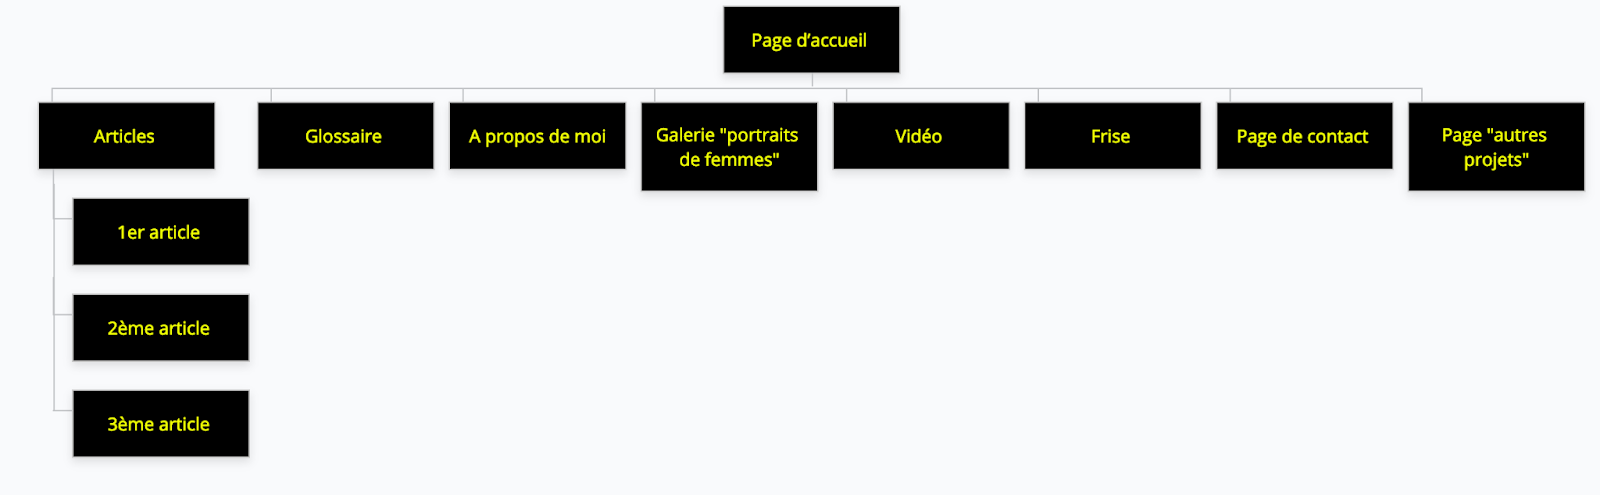 Page d’accueil
Articles
Glossaire
A propos de moi
Galerie "portraits
de femmes"
Vidéo
Frise
Page de contact
Page "autres
projets"
1er article
2ème article
3ème article